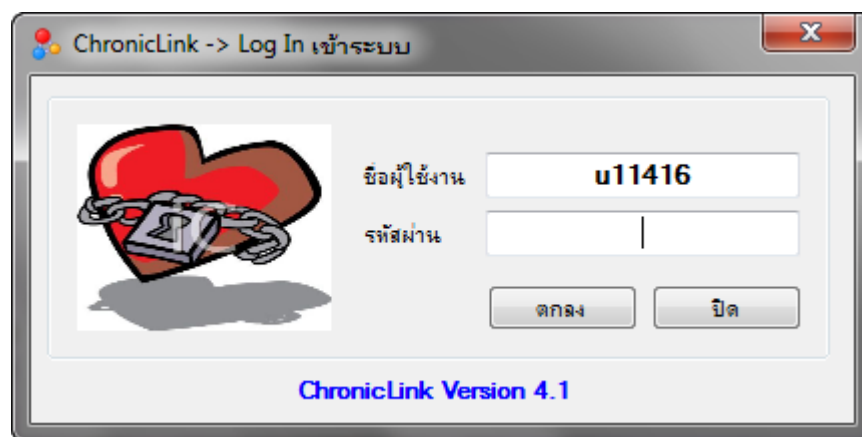 ChronicLink -> Log In เข้าระบบ
ชื่อผู้ใช้งาน u11416
รหัสผ่าน
ตกลง ปิด
ChronicLink Version 4.1